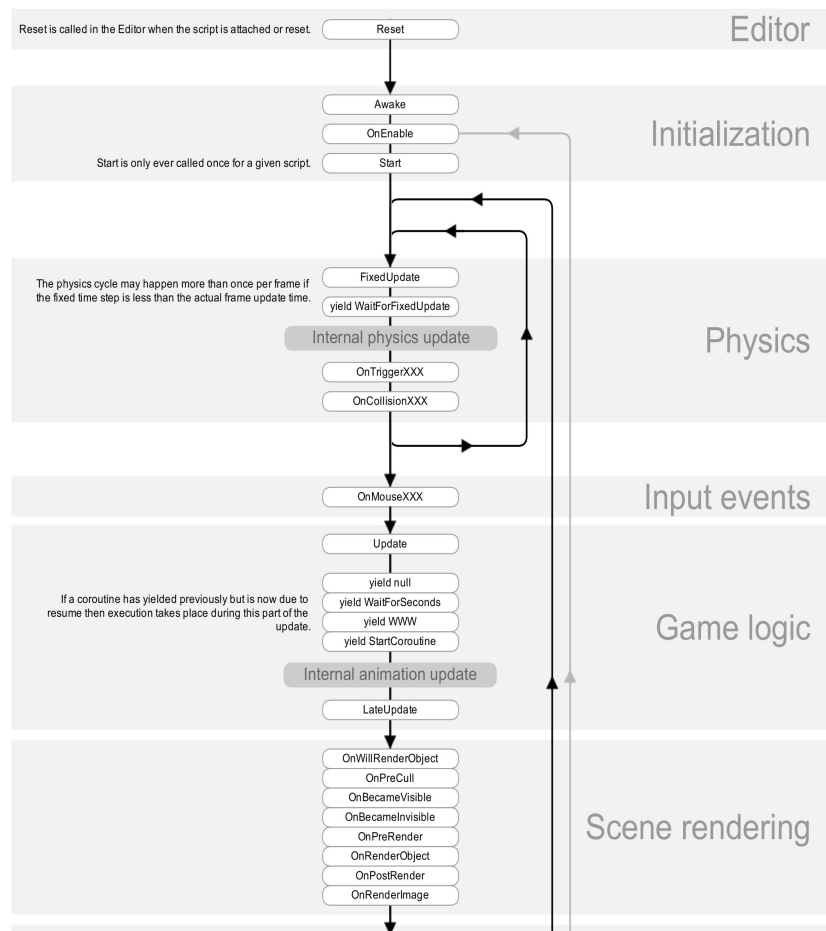 Reset is called in the Editor when the script is attached or reset.
Reset
Editor
Awake
OnEnable
Initialization
Start is only ever called once for a given script.
Start
FixedUpdate
The physics cycle may happen more than once per frame if
the fixed time step is less than the actual frame update time.
yield WaitForFixedUpdate
Internal physics update
Physics
OnTriggerXXX
OnCollisionXXX
OnMouseXXX
Input events
Update
yield null
If a coroutine has yielded previously but is now due to
resume then execution takes place during this part of the
update.
yield WaitForSeconds
yield WWW
yield StartCoroutine
Game logic
Internal animation update
LateUpdate
OnWillRenderObject
OnPreCull
OnBecameVisible
OnBecameInvisible
Scene rendering
OnPreRender
OnRenderObject
OnPostRender
OnRenderImage